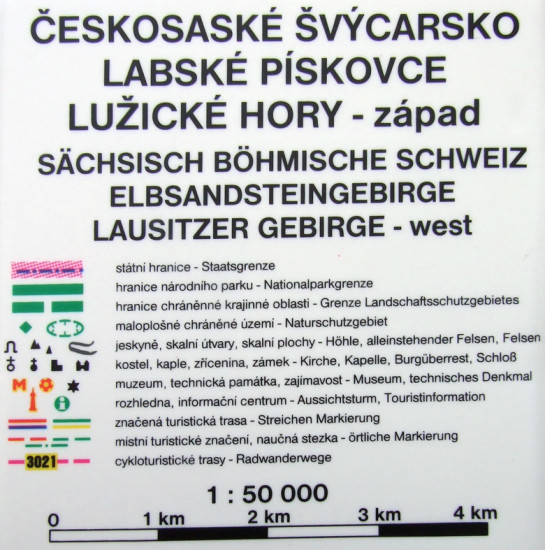 ČESKOSASKÉ ŠVÝCARSKO
LABSKÉ PÍSKOVCE
LUŽICKÉ HORY - západ
SÄCHSISCH BÖHMISCHE SCHWEIZ
ELBSANDSTEINGEBIRGE
LAUSITZER GEBIRGE - west
státní hranice - Staatsgrenze
hranice národního parku - Nationalparkgrenze
hranice chráněnné krajinné oblasti - Grenze Landschaftsschutzgebietes
maloplošné chráněné území - Naturschutzgebiet
jeskyně, skalní útvary, skalní plochy - Höhle, alleinstehender Felsen, Felsen
kostel, kaple, zřícenina, zámek - Kirche, Kapelle, Burgüberrest, Schloß
M muzeum, technická památka, zajímavost - Museum, technisches Denkmal
i rozhledna, informační centrum - Aussichtsturm, Touristinformation
značená turistická trasa - Streichen Markierung
místní turistické značení, naučná stezka - örtliche Markierung
3021 cykloturistické trasy - Radwanderwege
1 : 50 000
0 1 km 2 km 3 km 4 km